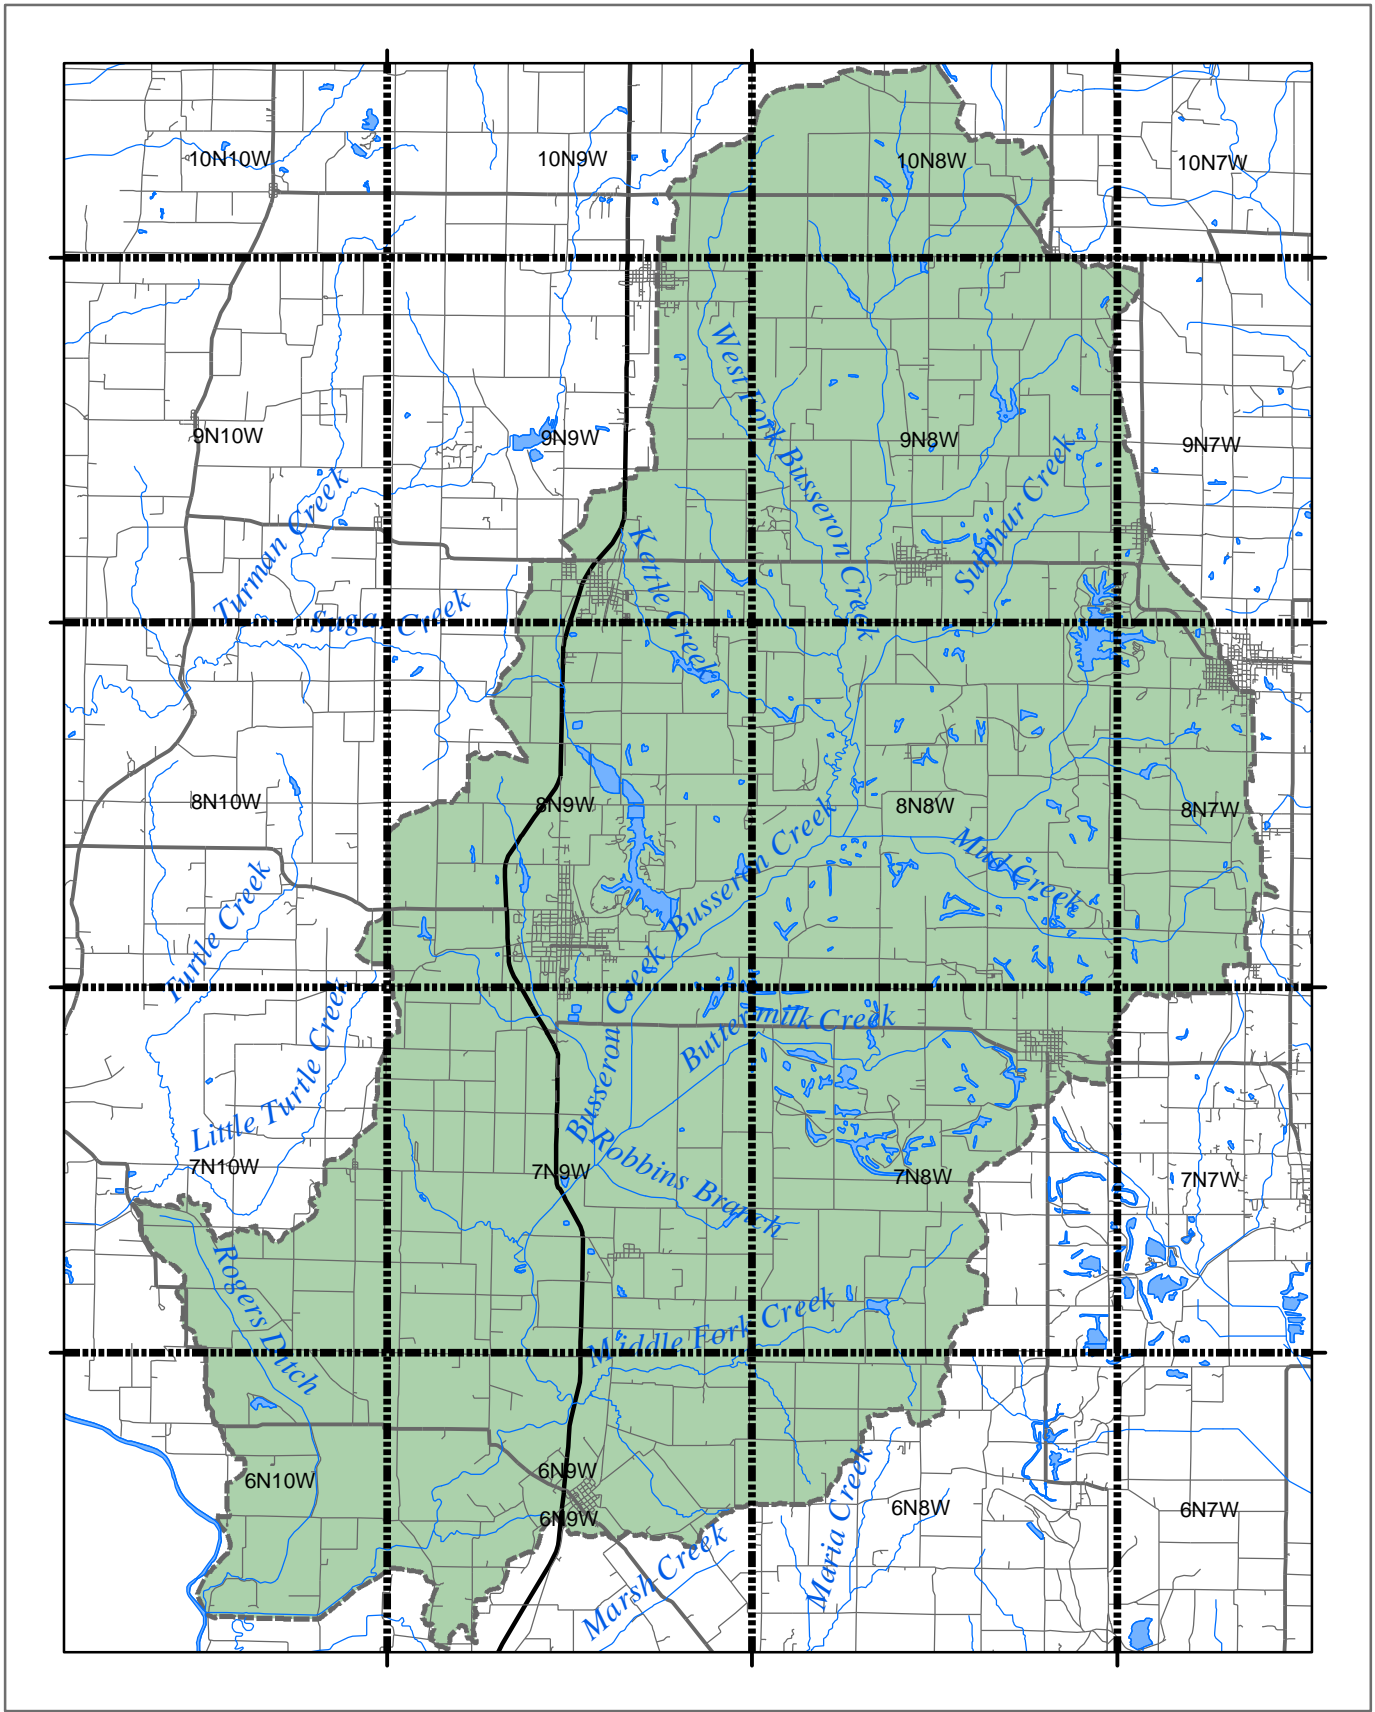 10N10W
10N9W
10N8W
10N7W
West Fork Busseron Creek
9N10W
9N9W
9N8W
9N7W
Turman Creek
Sulphur Creek
Kettle Creek
Sugar Creek
8N10W
8N9W
8N8W
8N7W
Busseron Creek
Mud Creek
Turtle Creek
Busseron Creek
Buttermilk Creek
Little Turtle Creek
Robbins Branch
7N10W
7N9W
7N8W
7N7W
Rogers Ditch
Middle Fork Creek
6N10W
6N9W
6N9W
6N8W
6N7W
Maria Creek
Marsh Creek